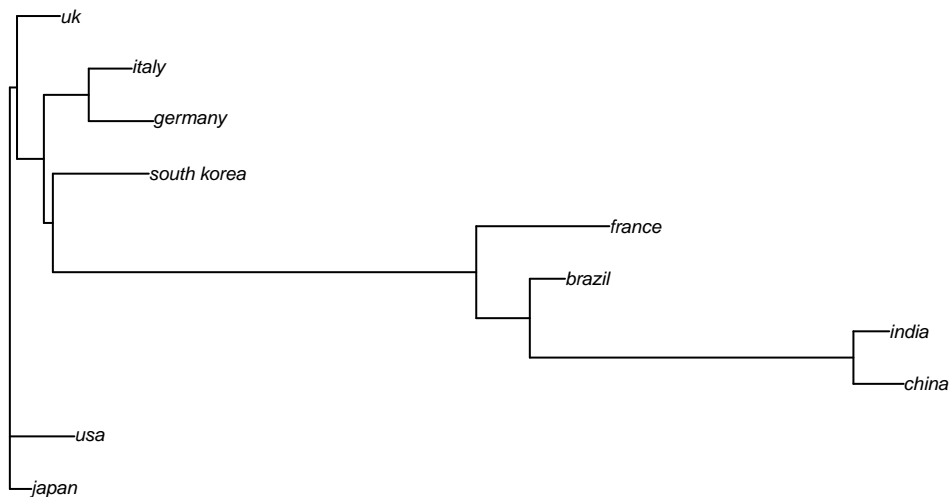 uk
italy
germany
south korea
france
brazil
india
china
usa
japan